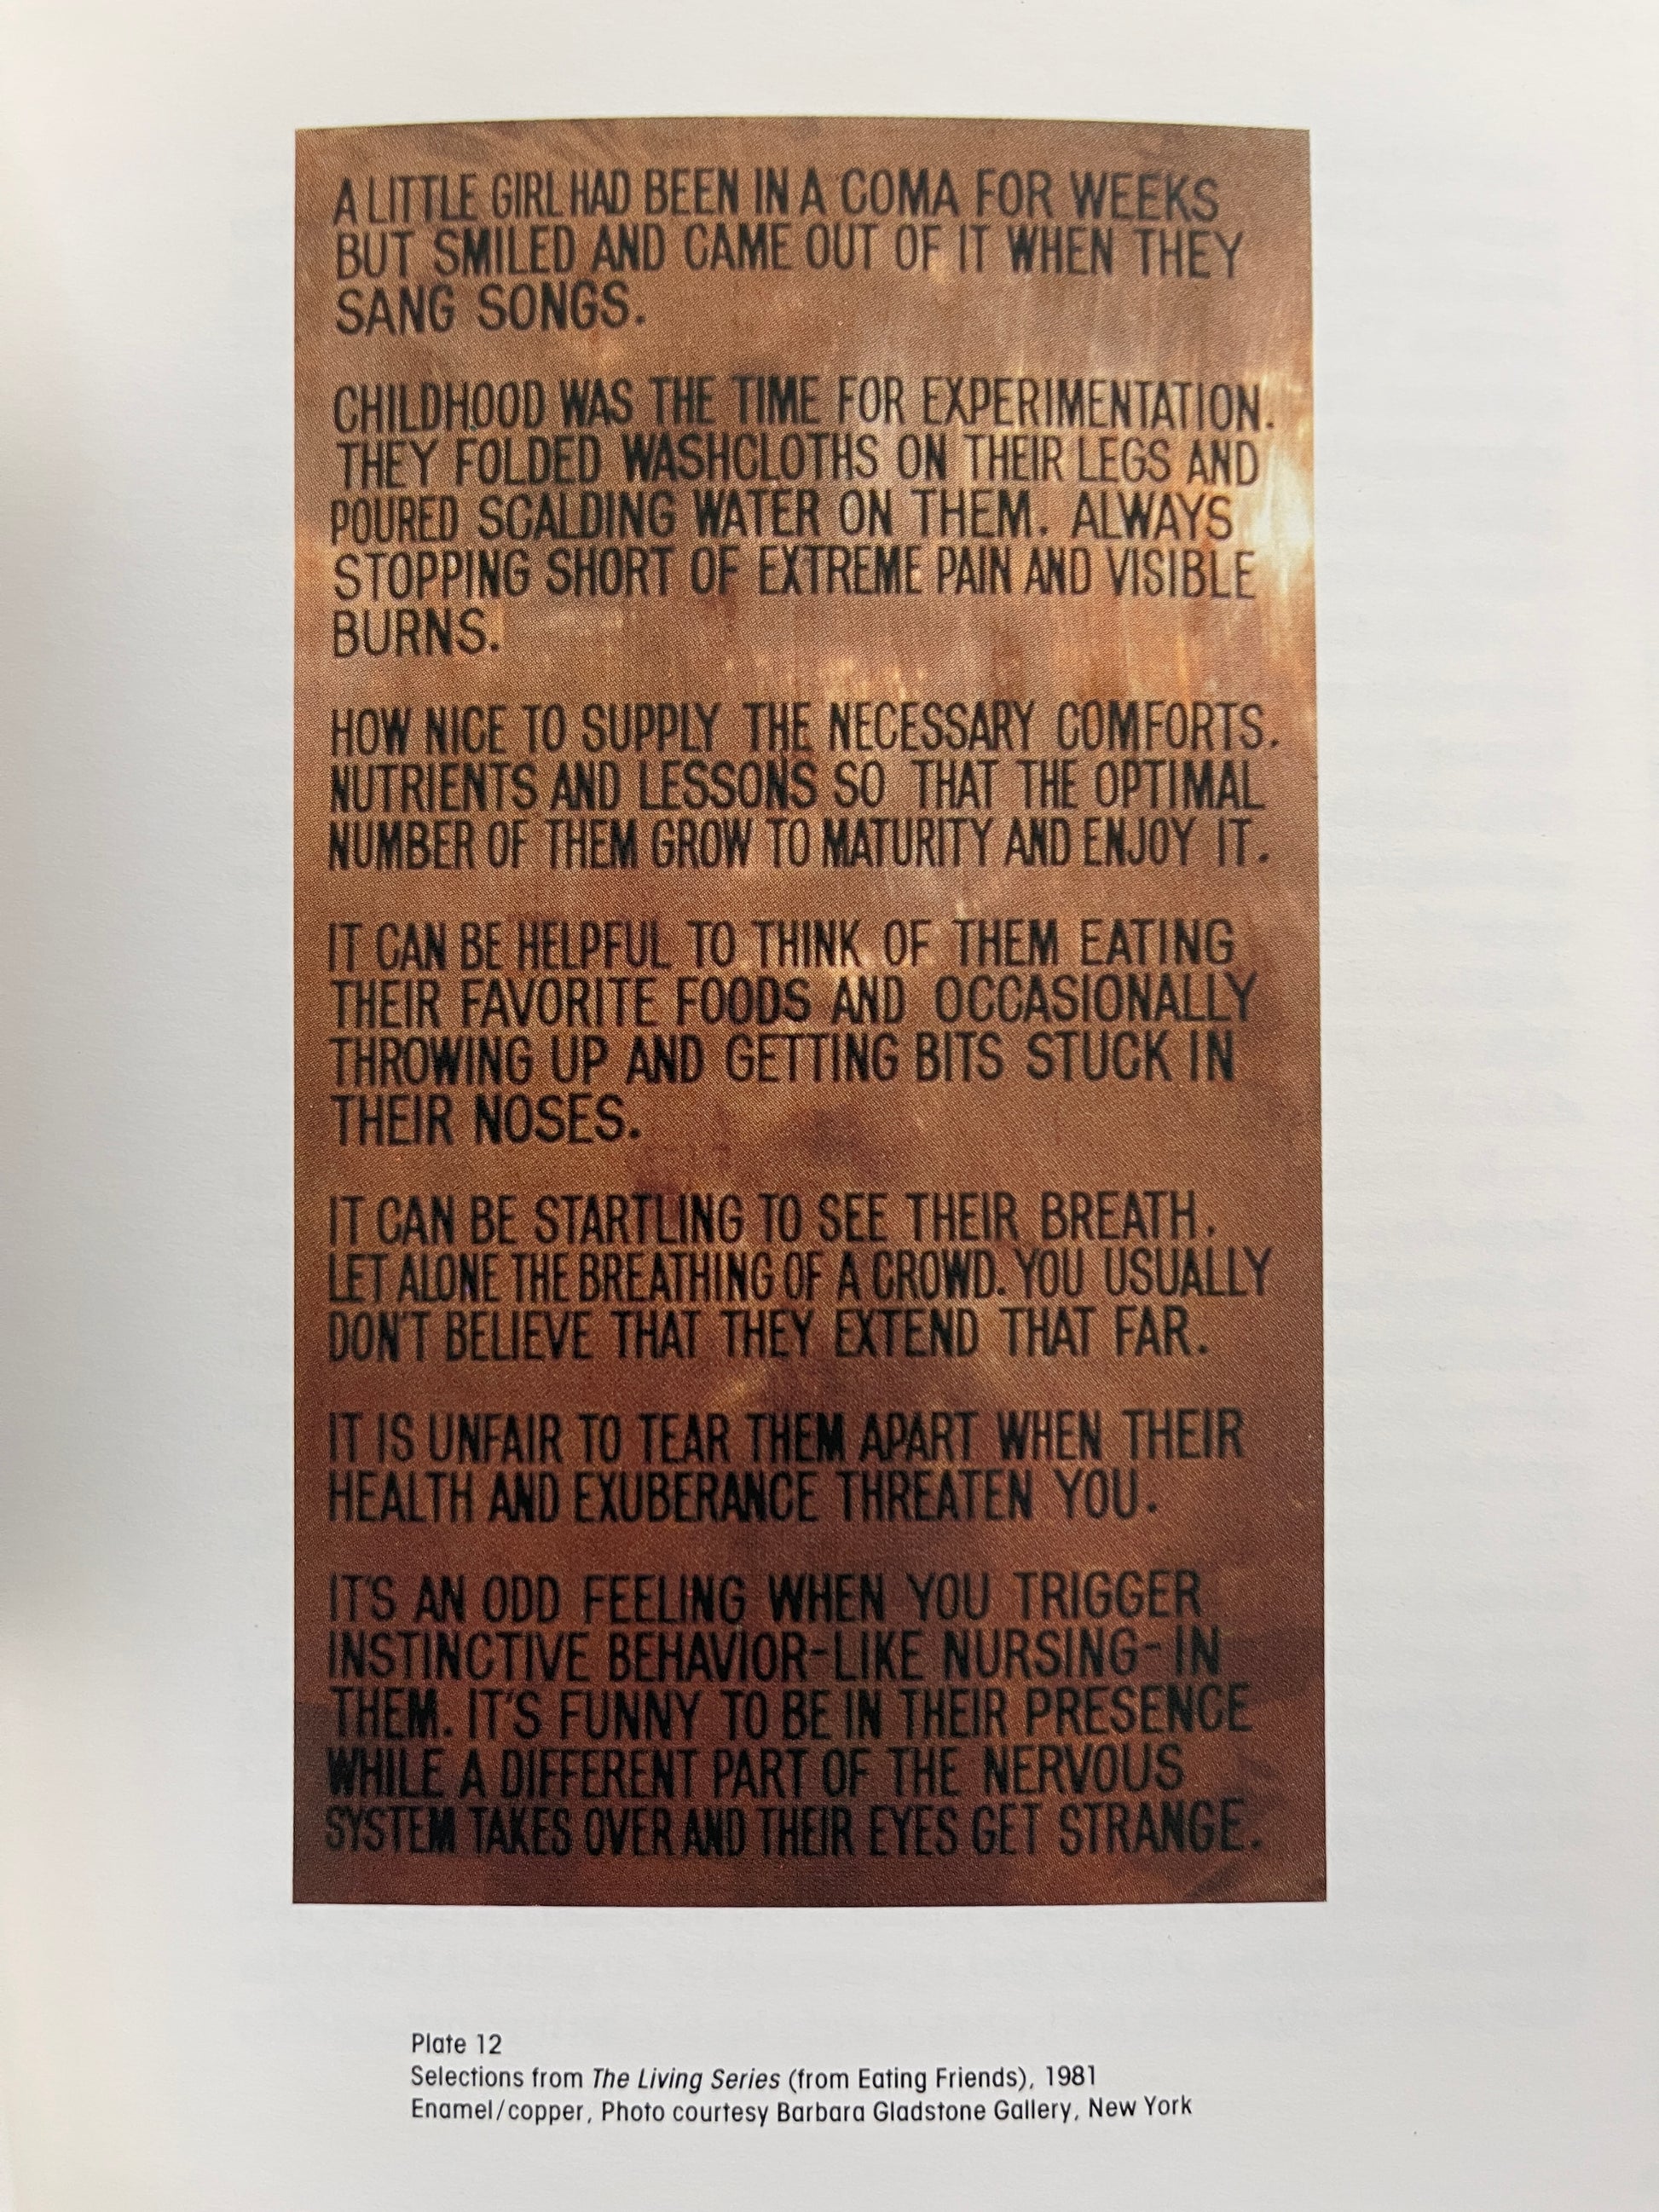 A LITTLE GIRL HAD BEEN IN A COMA FOR WEEKS
BUT SMILED AND CAME OUT OF IT WHEN THEY
SANG SONGS.
CHILDHOOD WAS THE TIME FOR EXPERIMENTATION.
THEY FOLDED WASHCLOTHS ON THEIR LEGS AND
POURED SCALDING WATER ON THEM. ALWAYS
STOPPING SHORT OF EXTREME PAIN AND VISIBLE
BURNS.
HOW NICE TO SUPPLY THE NECESSARY COMFORTS.
NUTRIENTS AND LESSONS SO THAT THE OPTIMAL
NUMBER OF THEM GROW TO MATURITY AND ENJOY IT.
IT CAN BE HELPFUL TO THINK OF THEM EATING
THEIR FAVORITE FOODS AND OCCASIONALLY
THROWING UP AND GETTING BITS STUCK IN
THEIR NOSES.
IT CAN BE STARTLING TO SEE THEIR BREATH,
LET ALONE THE BREATHING OF A CROWD. YOU USUALLY
DON'T BELIEVE THAT THEY EXTEND THAT FAR.
IT IS UNFAIR TO TEAR THEM APART WHEN THEIR
HEALTH AND EXUBERANCE THREATEN YOU.
IT'S AN ODD FEELING WHEN YOU TRIGGER
INSTINCTIVE BEHAVIOR-LIKE NURSING-IN
THEM. IT'S FUNNY TO BE IN THEIR PRESENCE
WHILE A DIFFERENT PART OF THE NERVOUS
SYSTEM TAKES OVER AND THEIR EYES GET STRANGE.
Plate 12
Selections from The Living Series (from Eating Friends), 1981
Enamel/copper, Photo courtesy Barbara Gladstone Gallery, New York